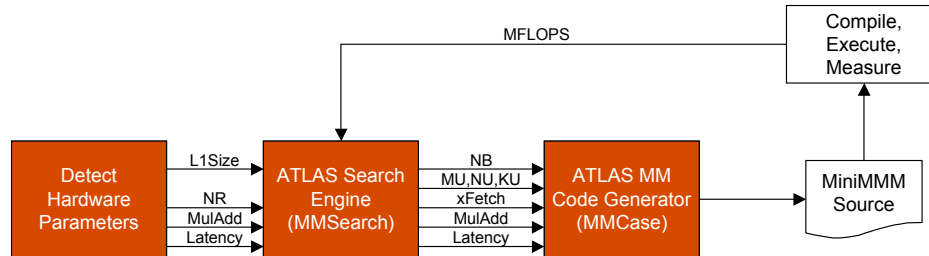 MFLOPS
Compile,
Execute,
Measure
Detect
Hardware
Parameters
L1Size
NR
MulAdd
Latency
ATLAS Search
Engine
(MMSearch)
NB
MU,NU,KU
xFetch
MulAdd
Latency
ATLAS MM
Code Generator
(MMCase)
MiniMMM
Source